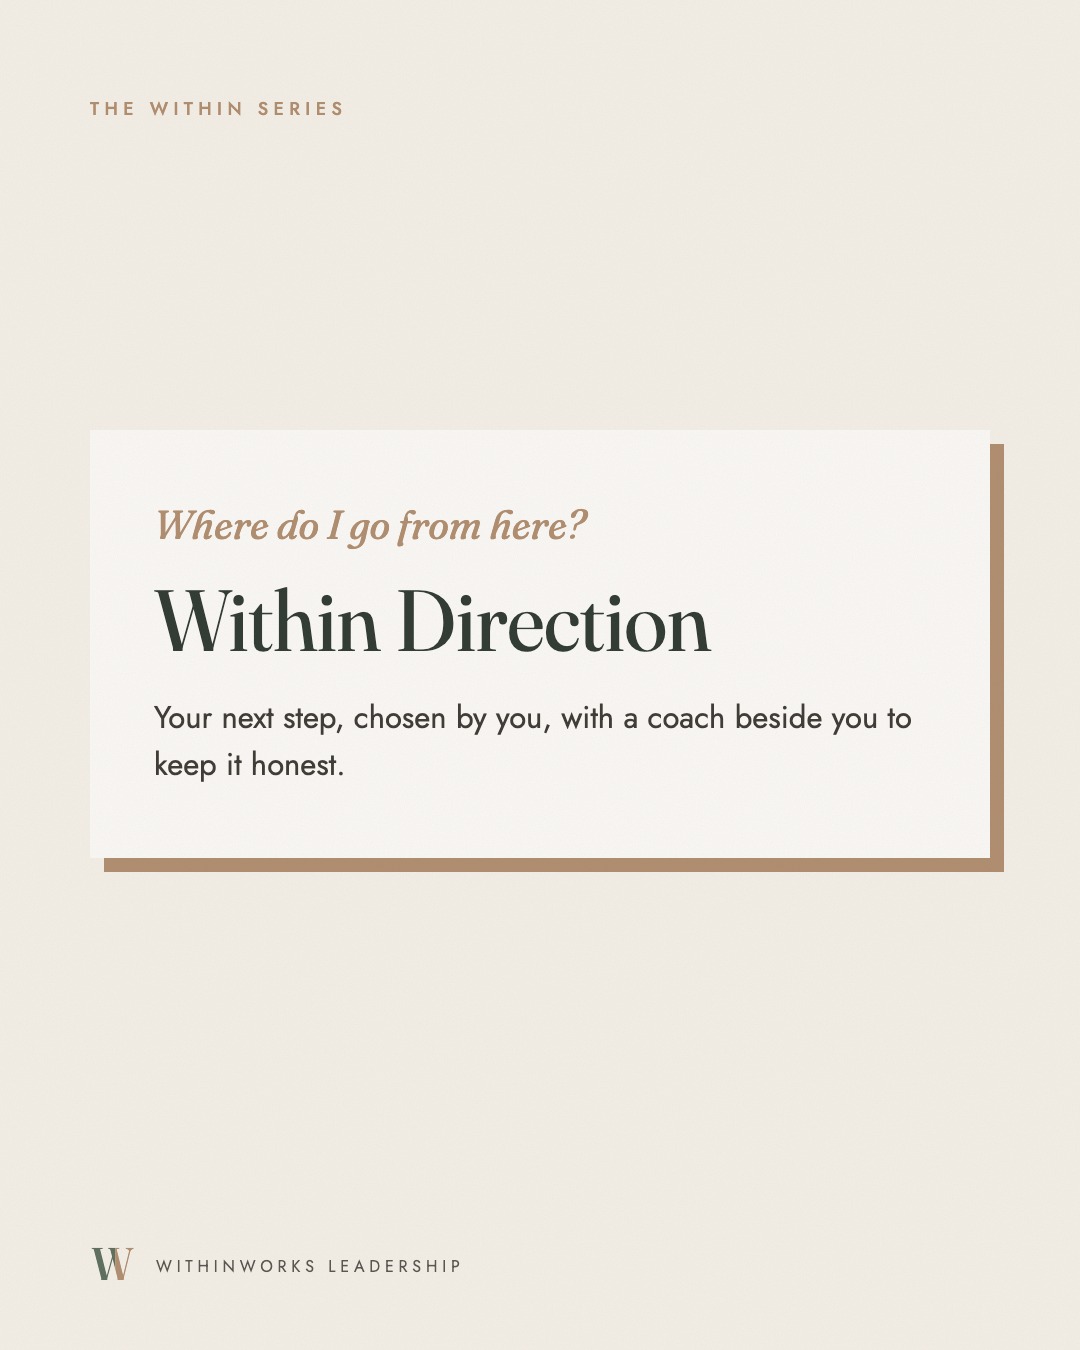 THE WITHIN SERIES
Where do I go from here?
Within Direction
Your next step, chosen by you, with a coach beside you to
keep it honest.
W WITHINWORKS LEADERSHIP